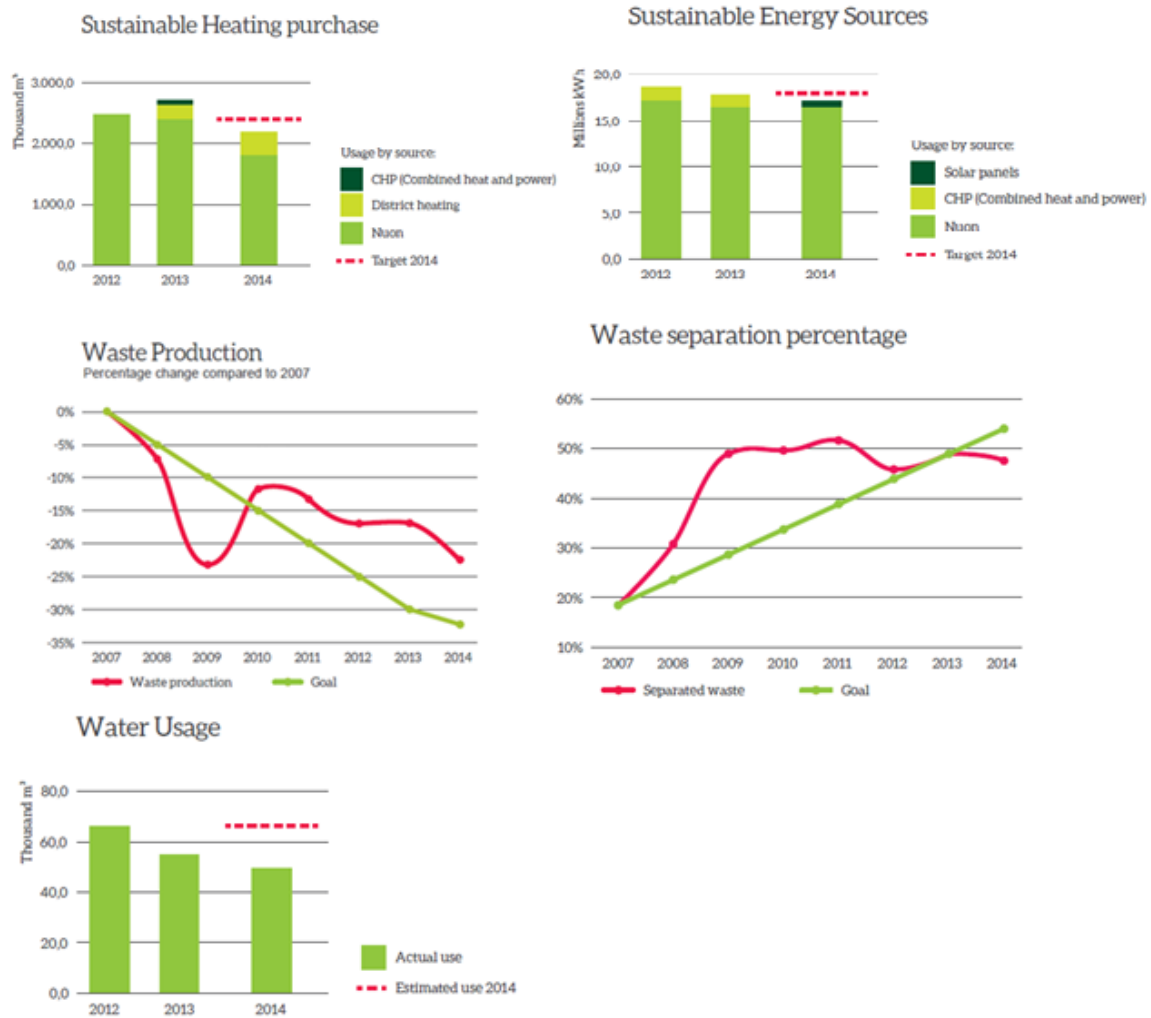 Sustainable Heating purchase
Thousand m³
3.000,0
2.000,0
1.000,0
0,0
2012
2013
2014
Usage by source:
CHP (Combined heat and power)
District heating
Nuon
Target 2014
Sustainable Energy Sources
Millions kWh
20,0
15,0
10,0
5,0
0,0
2012
2013
2014
Usage by source:
Solar panels
CHP (Combined heat and power)
Nuon
Target 2014
Waste Production
Percentage change compared to 2007
0%
-5%
-10%
-15%
-20%
-25%
-30%
-35%
2007
2008
2009
2010
2011
2012
2013
2014
Waste production
Goal
Waste separation percentage
60%
50%
40%
30%
20%
10%
2007
2008
2009
2010
2011
2012
2013
2014
Separated waste
Goal
Water Usage
Thousand m³
80,0
60,0
40,0
20,0
0,0
2012
2013
2014
Actual use
Estimated use 2014